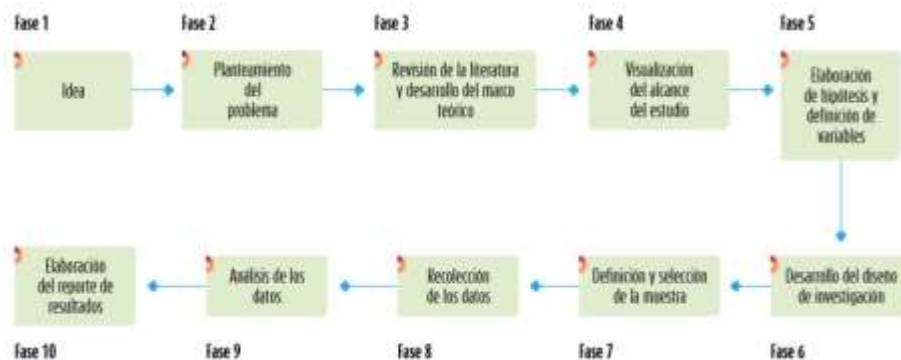 Fase 1
Fase 2
Fase 3
Fase 4
Fase 5
Idea
Planteamiento
del
problema
Revisión de la literatura
y desarrollo del marco
teórico
Visualización
del alcance
del estudio
Elaboración
de hipótesis y
definición de
variables
Elaboración
del reporte de
resultados
Análisis de los
datos
Recolección
de los datos
Definición y selección
de la muestra
Desarrollo del diseño
de investigación
Fase 10
Fase 9
Fase 8
Fase 7
Fase 6